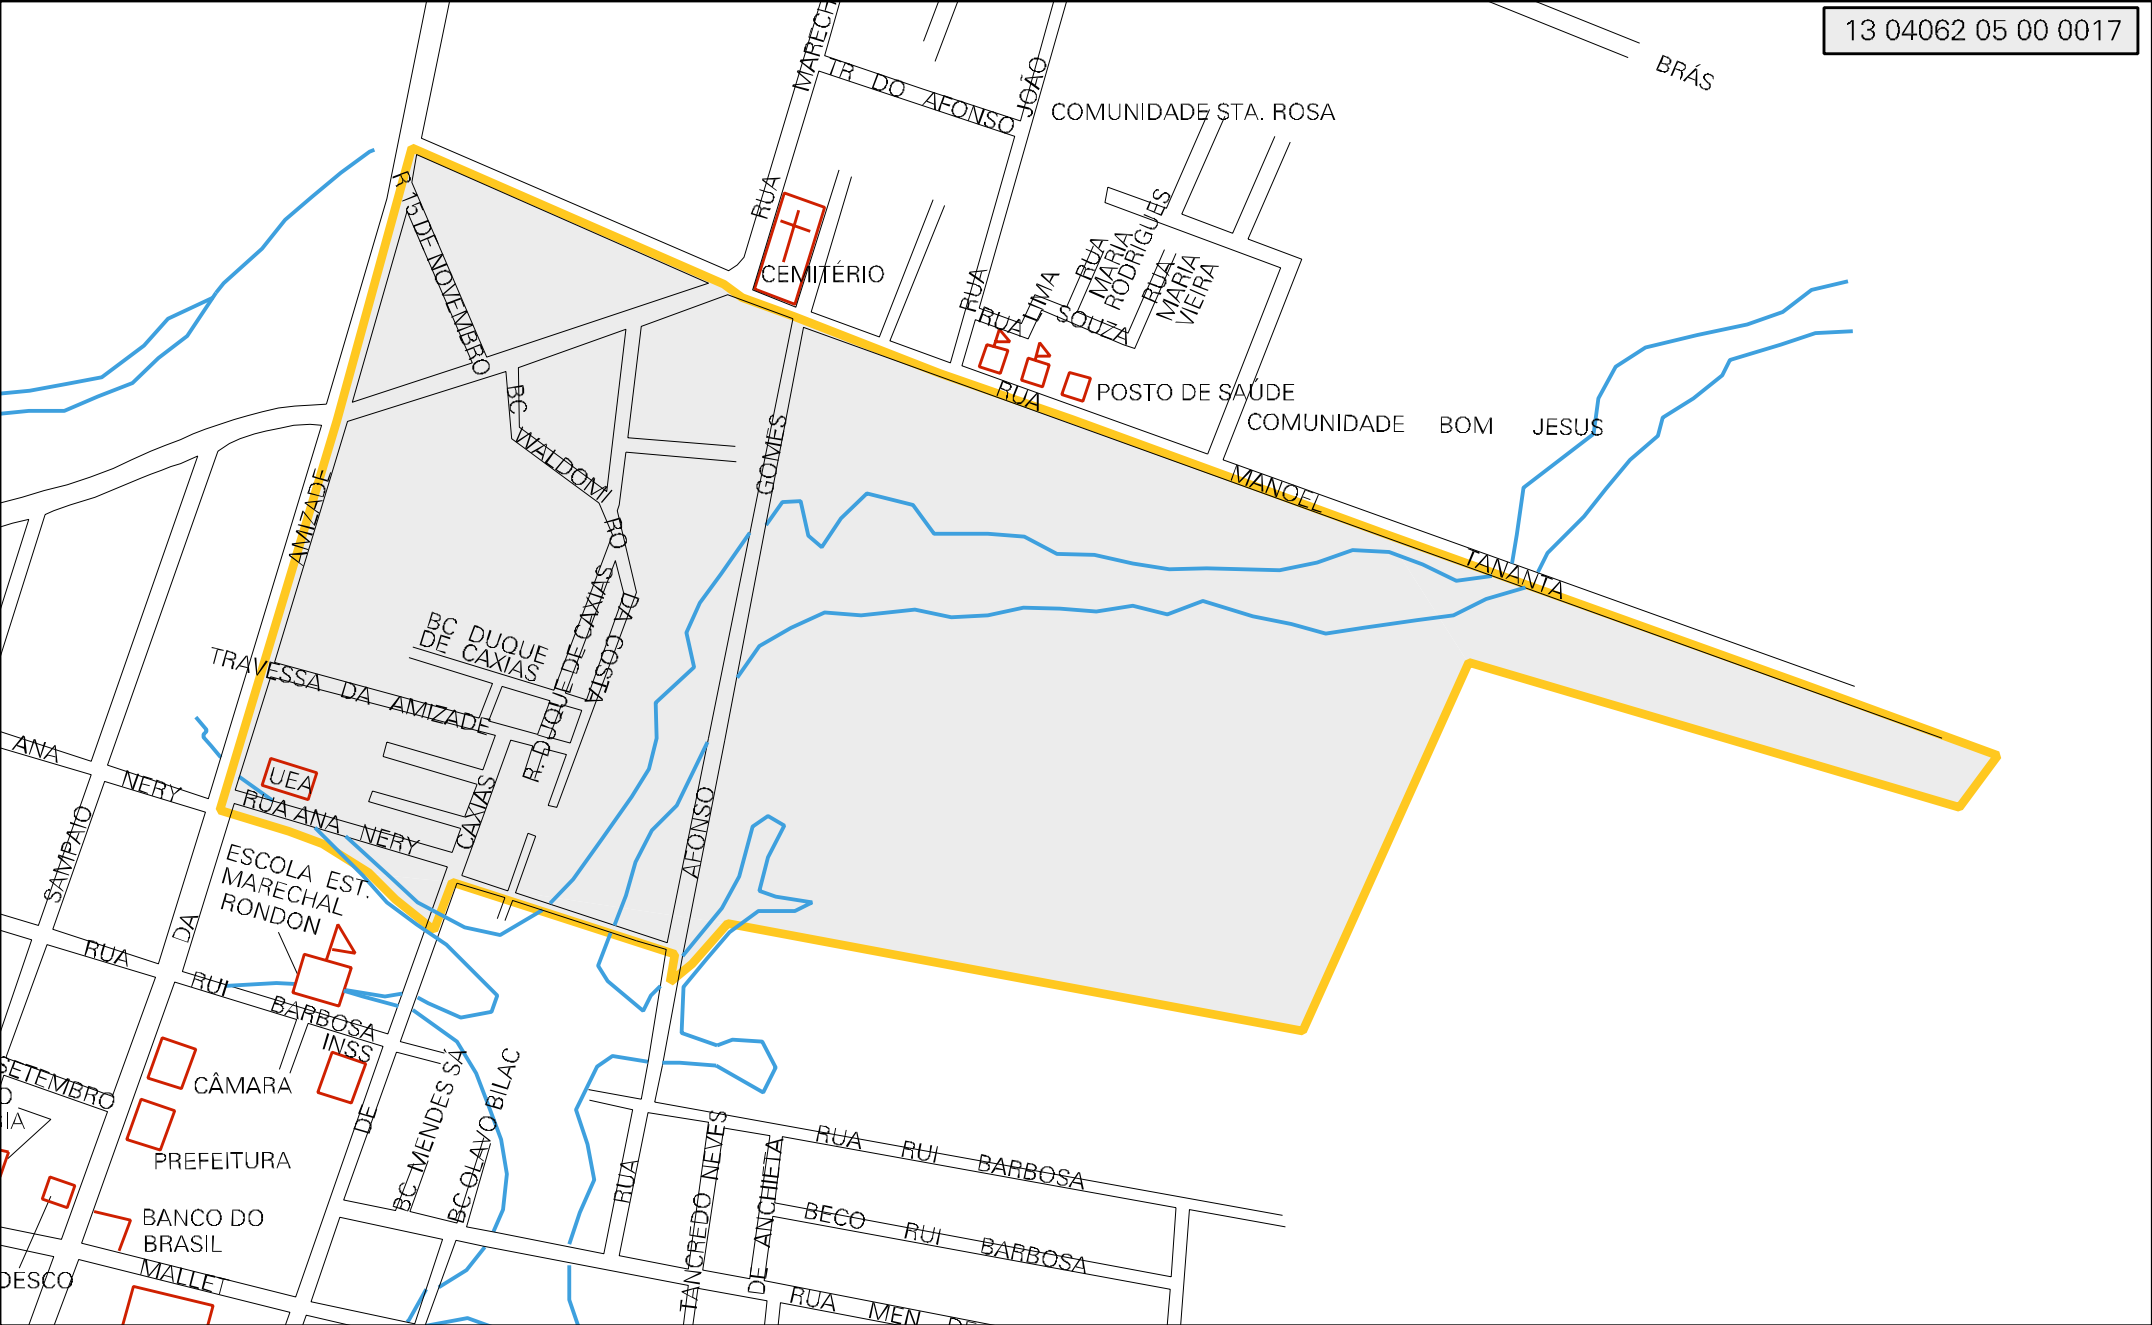 13 04062 05 00 0017
BRÁS
MARECH
TR DO AFONSO
JOÃO
COMUNIDADE STA. ROSA
R 15 DE NOVEMBRO
RUA
CEMITÉRIO
RUA
RUA
LIMA
SOUZA
RUA
MARIA
RODRIGUES
RUA
MARIA
VIEIRA
POSTO DE SAÚDE
RUA
COMUNIDADE BOM JESUS
MANOEL
TANANTA
BC
WALDOMI
RO
DA COSTA
GOMES
AMIZADE
BC DUQUE
DE CAXIAS
R. DUQUE DE CAXIAS
TRAVESSA DA AMIZADE
ANA
NERY
UEA
RUA ANA NERY
CAXIAS
AFONSO
SAMPAIO
ESCOLA EST.
MARECHAL
RONDON
DA
RUA
RUI
BARBOSA
INSS
CÂMARA
SETEMBRO
O
IA
PREFEITURA
DE
BC MENDES SÁ
BC OLAVO BILAC
RUA
TANCREDO NEVES
DE ANCHIETA
RUA RUI BARBOSA
BECO RUI BARBOSA
BANCO DO
BRASIL
DESCO
MALLET
RUA MEN